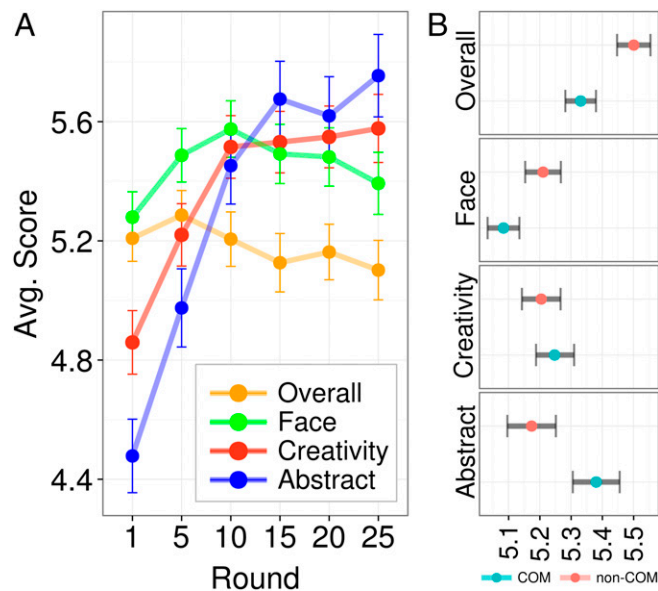 A
Avg. Score
5.6
5.2
4.8
4.4
Overall
Face
Creativity
Abstract
1 5 10 15 20 25
Round
B
Overall
Face
Creativity
Abstract
5.1 5.2 5.3 5.4 5.5
COM non-COM